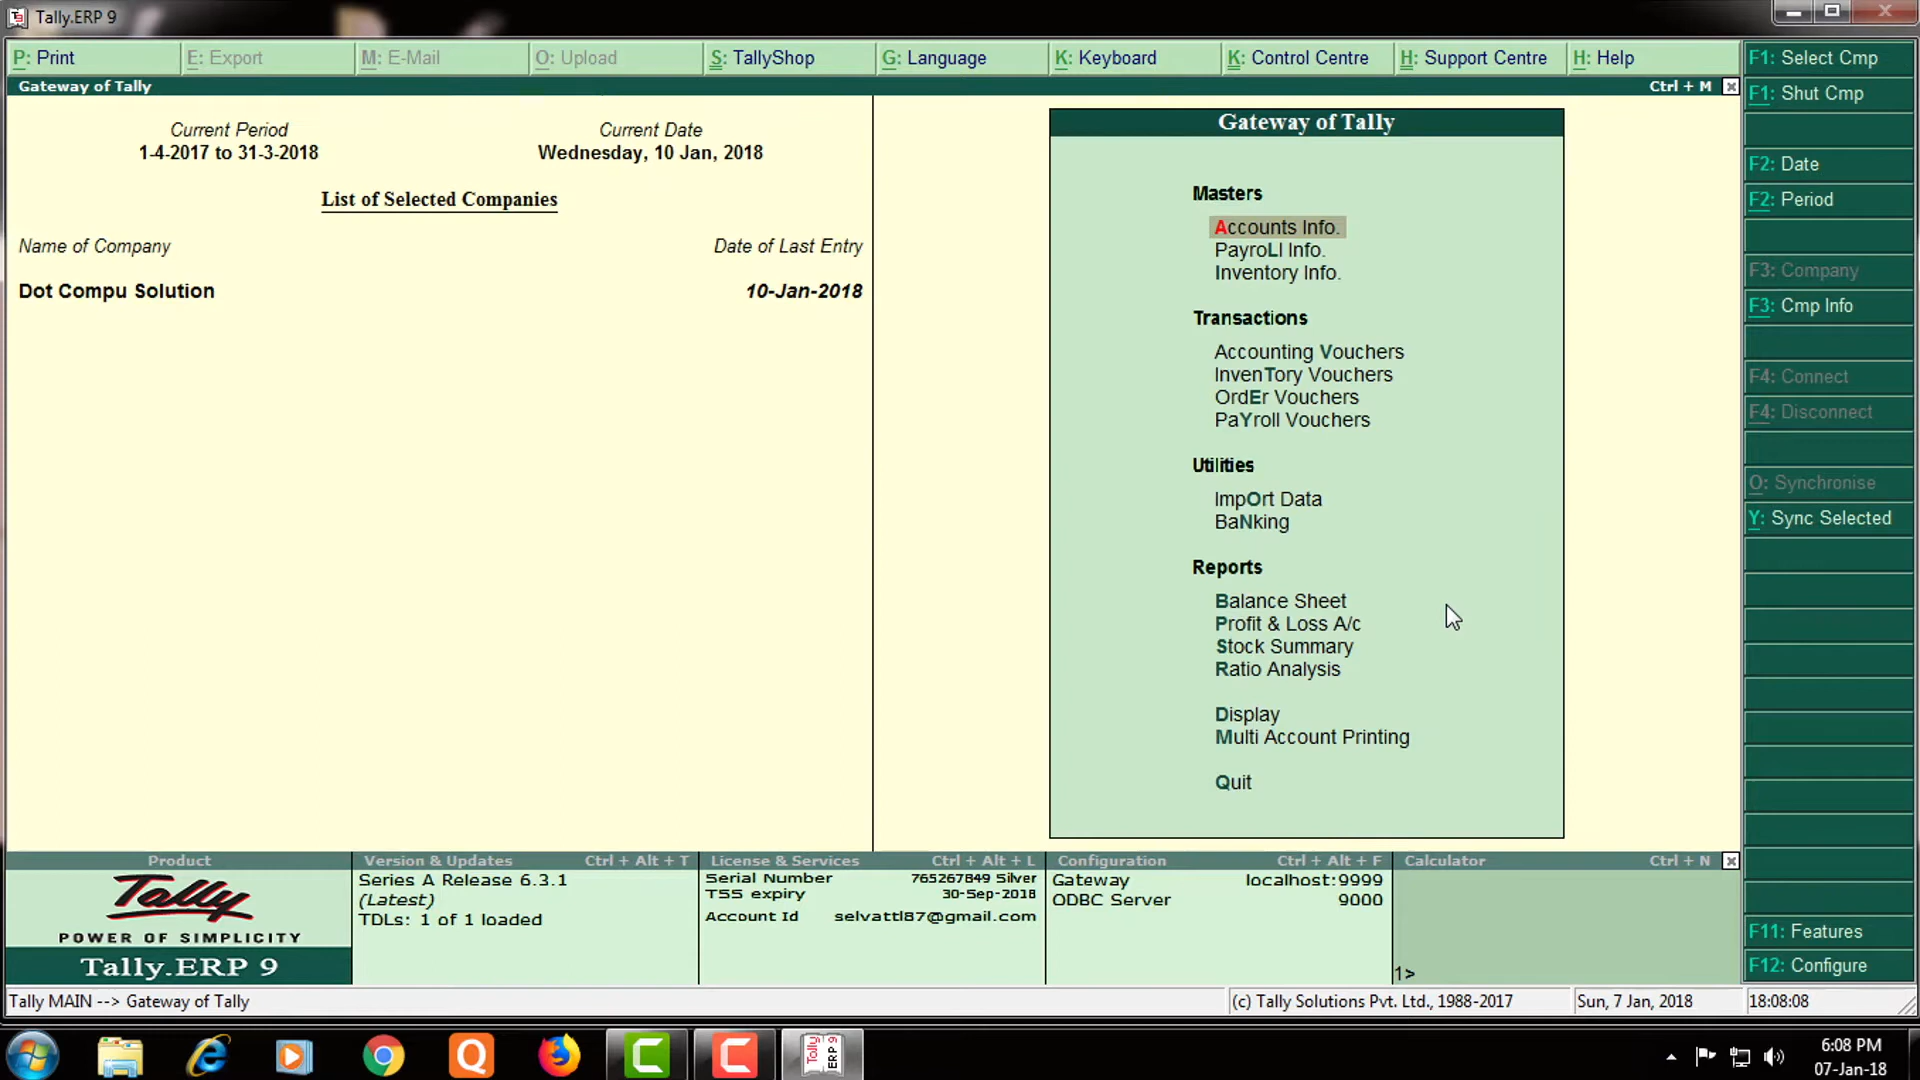 Tally.ERP 9
P: Print
E: Export
M: E-Mail
O: Upload
S: TallyShop
G: Language
K: Keyboard
K: Control Centre
H: Support Centre
H: Help
Gateway of Tally
Ctrl + M
Current Period
1-4-2017 to 31-3-2018
Current Date
Wednesday, 10 Jan, 2018
List of Selected Companies
Name of Company
Date of Last Entry
Dot Compu Solution
10-Jan-2018
Gateway of Tally
Masters
Accounts Info.
PayroLl Info.
Inventory Info.
Transactions
Accounting Vouchers
InvenTory Vouchers
OrdEr Vouchers
PaYroll Vouchers
Utilities
ImpOrt Data
BaNking
Reports
Balance Sheet
Profit & Loss A/c
Stock Summary
Ratio Analysis
Display
Multi Account Printing
Quit
F1: Select Cmp
F1: Shut Cmp
F2: Date
F2: Period
F3: Company
F3: Cmp Info
F4: Connect
F4: Disconnect
O: Synchronise
Y: Sync Selected
F11: Features
F12: Configure
Product
Tally
POWER OF SIMPLICITY
Tally.ERP 9
Version & Updates Ctrl + Alt + T
Series A Release 6.3.1
(Latest)
TDLs: 1 of 1 loaded
License & Services Ctrl + Alt + L
Serial Number 765267849 Silver
TSS expiry 30-Sep-2018
Account Id selvattl87@gmail.com
Configuration Ctrl + Alt + F
Gateway localhost:9999
ODBC Server 9000
Calculator Ctrl + N
1>
Tally MAIN --> Gateway of Tally
(c) Tally Solutions Pvt. Ltd., 1988-2017
Sun, 7 Jan, 2018
18:08:08
Tally
ERP 9
6:08 PM
07-Jan-18